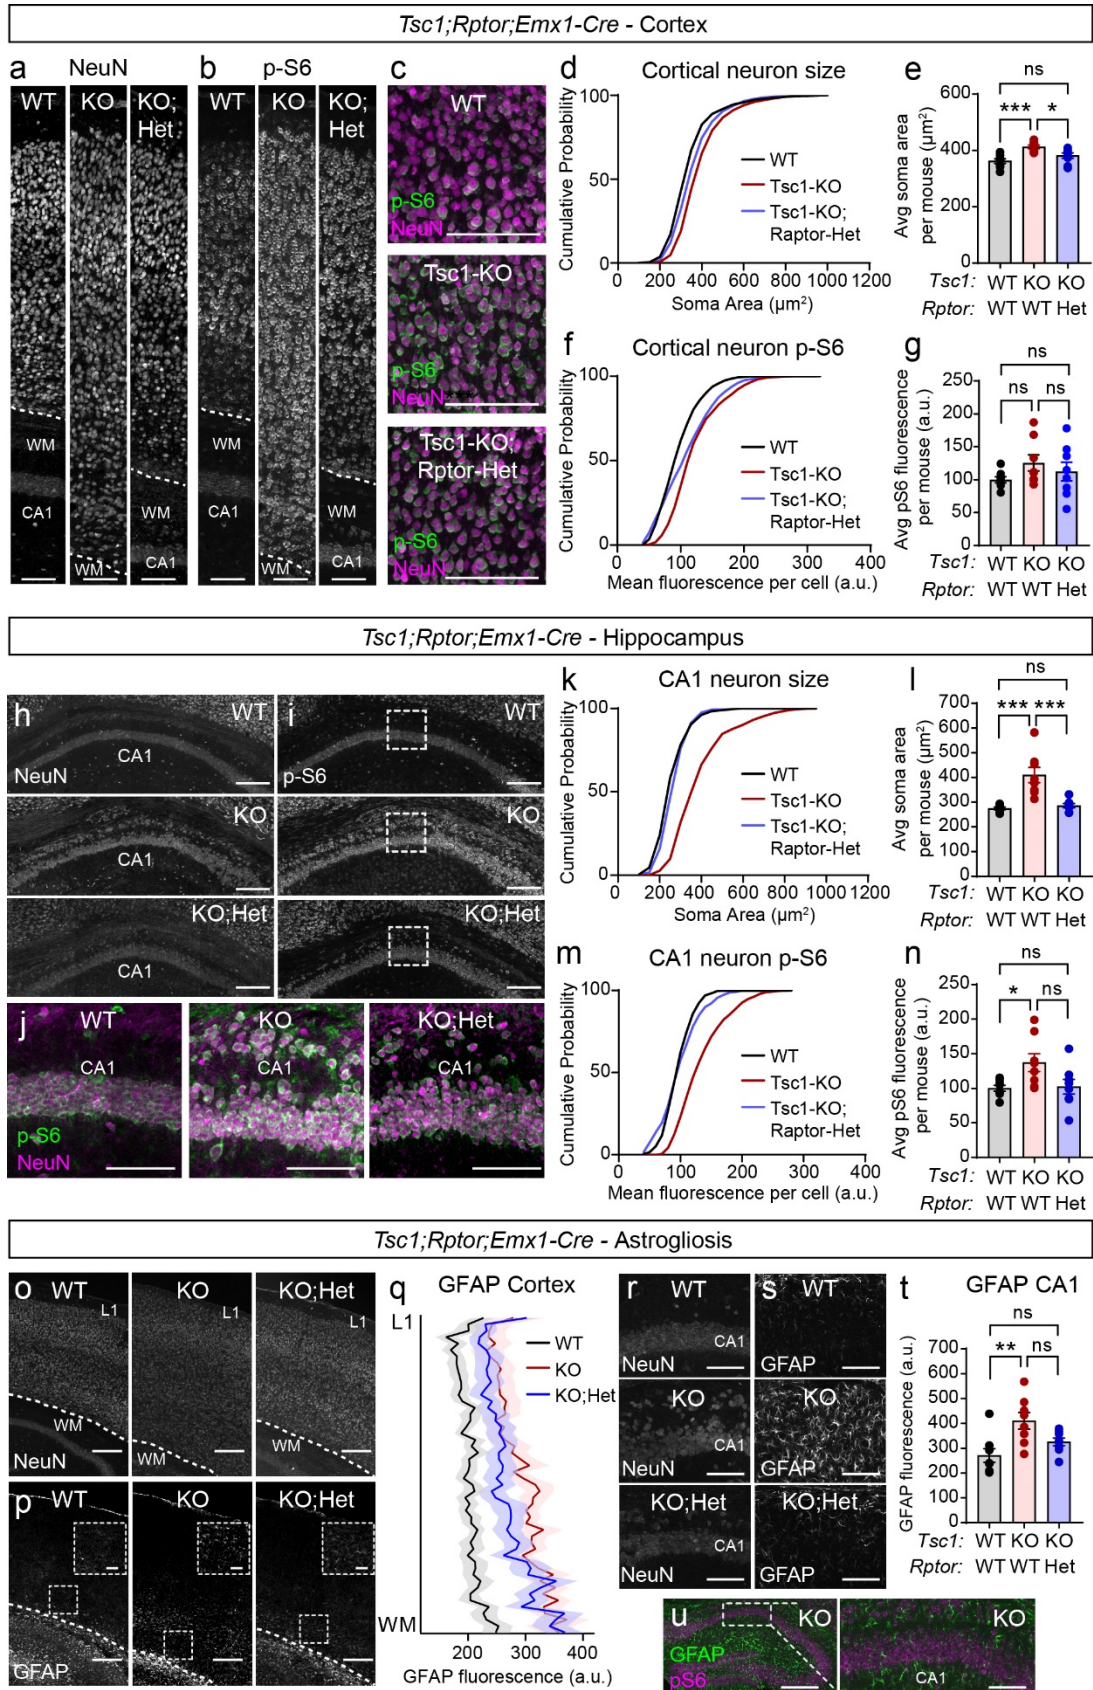 Tsc1;Rptor;Emx1-Cre - Cortex
a NeuN
WT KO KO;
Het
WM
CA1
WM
WM
CA1
b p-S6
WT KO KO;
Het
WM
CA1
WM
WM
CA1
c
WT
p-S6
NeuN
Tsc1-KO
p-S6
NeuN
Tsc1-KO;
Rptor-Het
p-S6
NeuN
d Cortical neuron size
Cumulative Probability
100
50
0
0 200 400 600 800 1000 1200
Soma Area (µm²)
WT
Tsc1-KO
Tsc1-KO;
Raptor-Het
e
ns
*** *
Avg soma area
per mouse (µm²)
600
400
200
0
Tsc1: WT KO KO
Rptor: WT WT Het
f Cortical neuron p-S6
Cumulative Probability
100
50
0
0 100 200 300 400
Mean fluorescence per cell (a.u.)
WT
Tsc1-KO
Tsc1-KO;
Raptor-Het
g
ns
ns ns
Avg pS6 fluorescence
per mouse (a.u.)
250
200
150
100
50
0
Tsc1: WT KO KO
Rptor: WT WT Het
Tsc1;Rptor;Emx1-Cre - Hippocampus
h
WT
CA1
NeuN
KO
CA1
KO;Het
CA1
i
WT
p-S6
KO
KO;Het
j
WT
CA1
p-S6
NeuN
KO
CA1
KO;Het
CA1
k CA1 neuron size
Cumulative Probability
100
50
0
0 200 400 600 800 1000 1200
Soma Area (µm²)
WT
Tsc1-KO
Tsc1-KO;
Raptor-Het
l
ns
*** ***
Avg soma area
per mouse (µm²)
700
600
500
400
300
200
100
0
Tsc1: WT KO KO
Rptor: WT WT Het
m CA1 neuron p-S6
Cumulative Probability
100
50
0
0 100 200 300 400
Mean fluorescence per cell (a.u.)
WT
Tsc1-KO
Tsc1-KO;
Raptor-Het
n
ns
* ns
Avg pS6 fluorescence
per mouse (a.u.)
250
200
150
100
50
0
Tsc1: WT KO KO
Rptor: WT WT Het
Tsc1;Rptor;Emx1-Cre - Astrogliosis
o
WT
L1
WM
NeuN
KO
L1
WM
KO;Het
L1
WM
p
WT
GFAP
KO
KO;Het
q GFAP Cortex
L1
WM
WT
KO
KO;Het
200 300 400
GFAP fluorescence (a.u.)
r
WT
CA1
NeuN
KO
CA1
NeuN
KO;Het
CA1
NeuN
s
WT
GFAP
KO
GFAP
KO;Het
GFAP
t GFAP CA1
ns
** ns
GFAP fluorescence (a.u.)
700
600
500
400
300
200
100
0
Tsc1: WT KO KO
Rptor: WT WT Het
u
KO
GFAP
pS6
KO
CA1